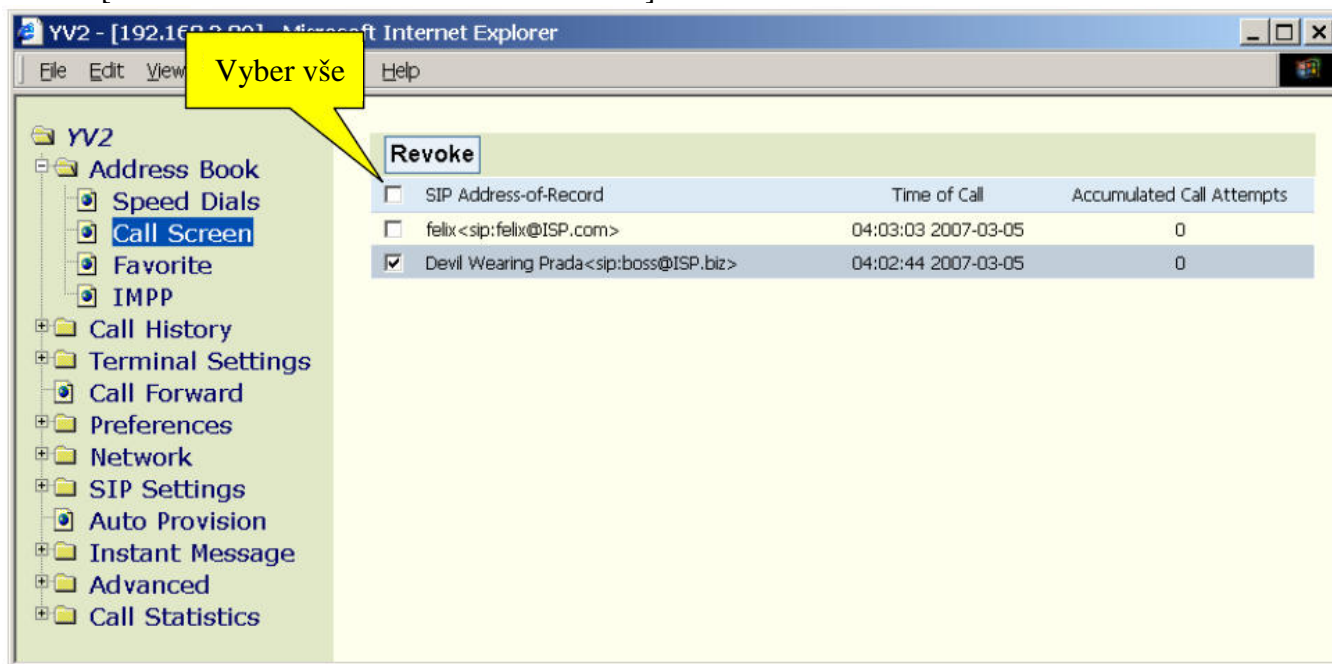 YV2 - [192.168 Microsoft Internet Explorer
File Edit View Help
Vyber vše
YV2
Address Book
Speed Dials
Call Screen
Favorite
IMPP
Call History
Terminal Settings
Call Forward
Preferences
Network
SIP Settings
Auto Provision
Instant Message
Advanced
Call Statistics
Revoke
SIP Address-of-Record Time of Call Accumulated Call Attempts
felix<sip:felix@ISP.com> 04:03:03 2007-03-05 0
Devil Wearing Prada<sip:boss@ISP.biz> 04:02:44 2007-03-05 0